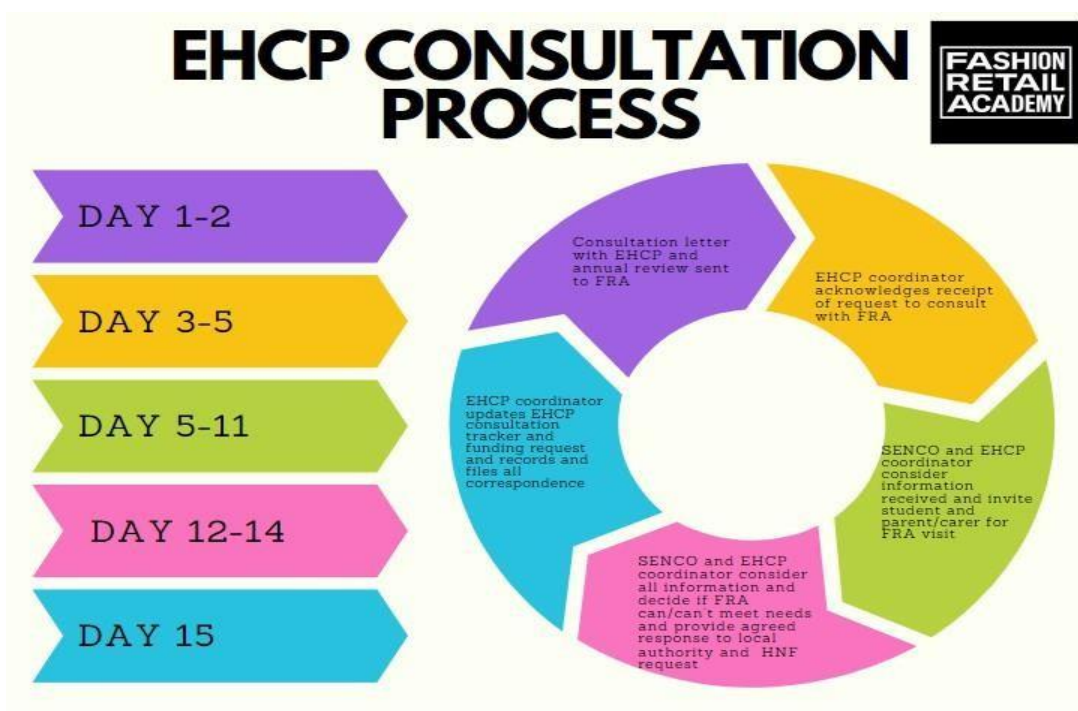 EHCP CONSULTATION
PROCESS
FASHION
RETAIL
ACADEMY
DAY 1-2
DAY 3-5
DAY 5-11
DAY 12-14
DAY 15
Consultation letter
with EHCP and
annual review sent
to FRA
EHCP coordinator
acknowledges receipt
of request to consult
with FRA
SENCO and EHCP
coordinator
consider
information
received and invite
student and
parent/carer for
FRA visit
SENCO and EHCP
coordinator consider
all information and
decide if FRA
can/can't meet needs
and provide agreed
response to local
authority and HNF
request
EHCP coordinator
updates EHCP
consultation
tracker and
funding request
and records and
files all
correspondence